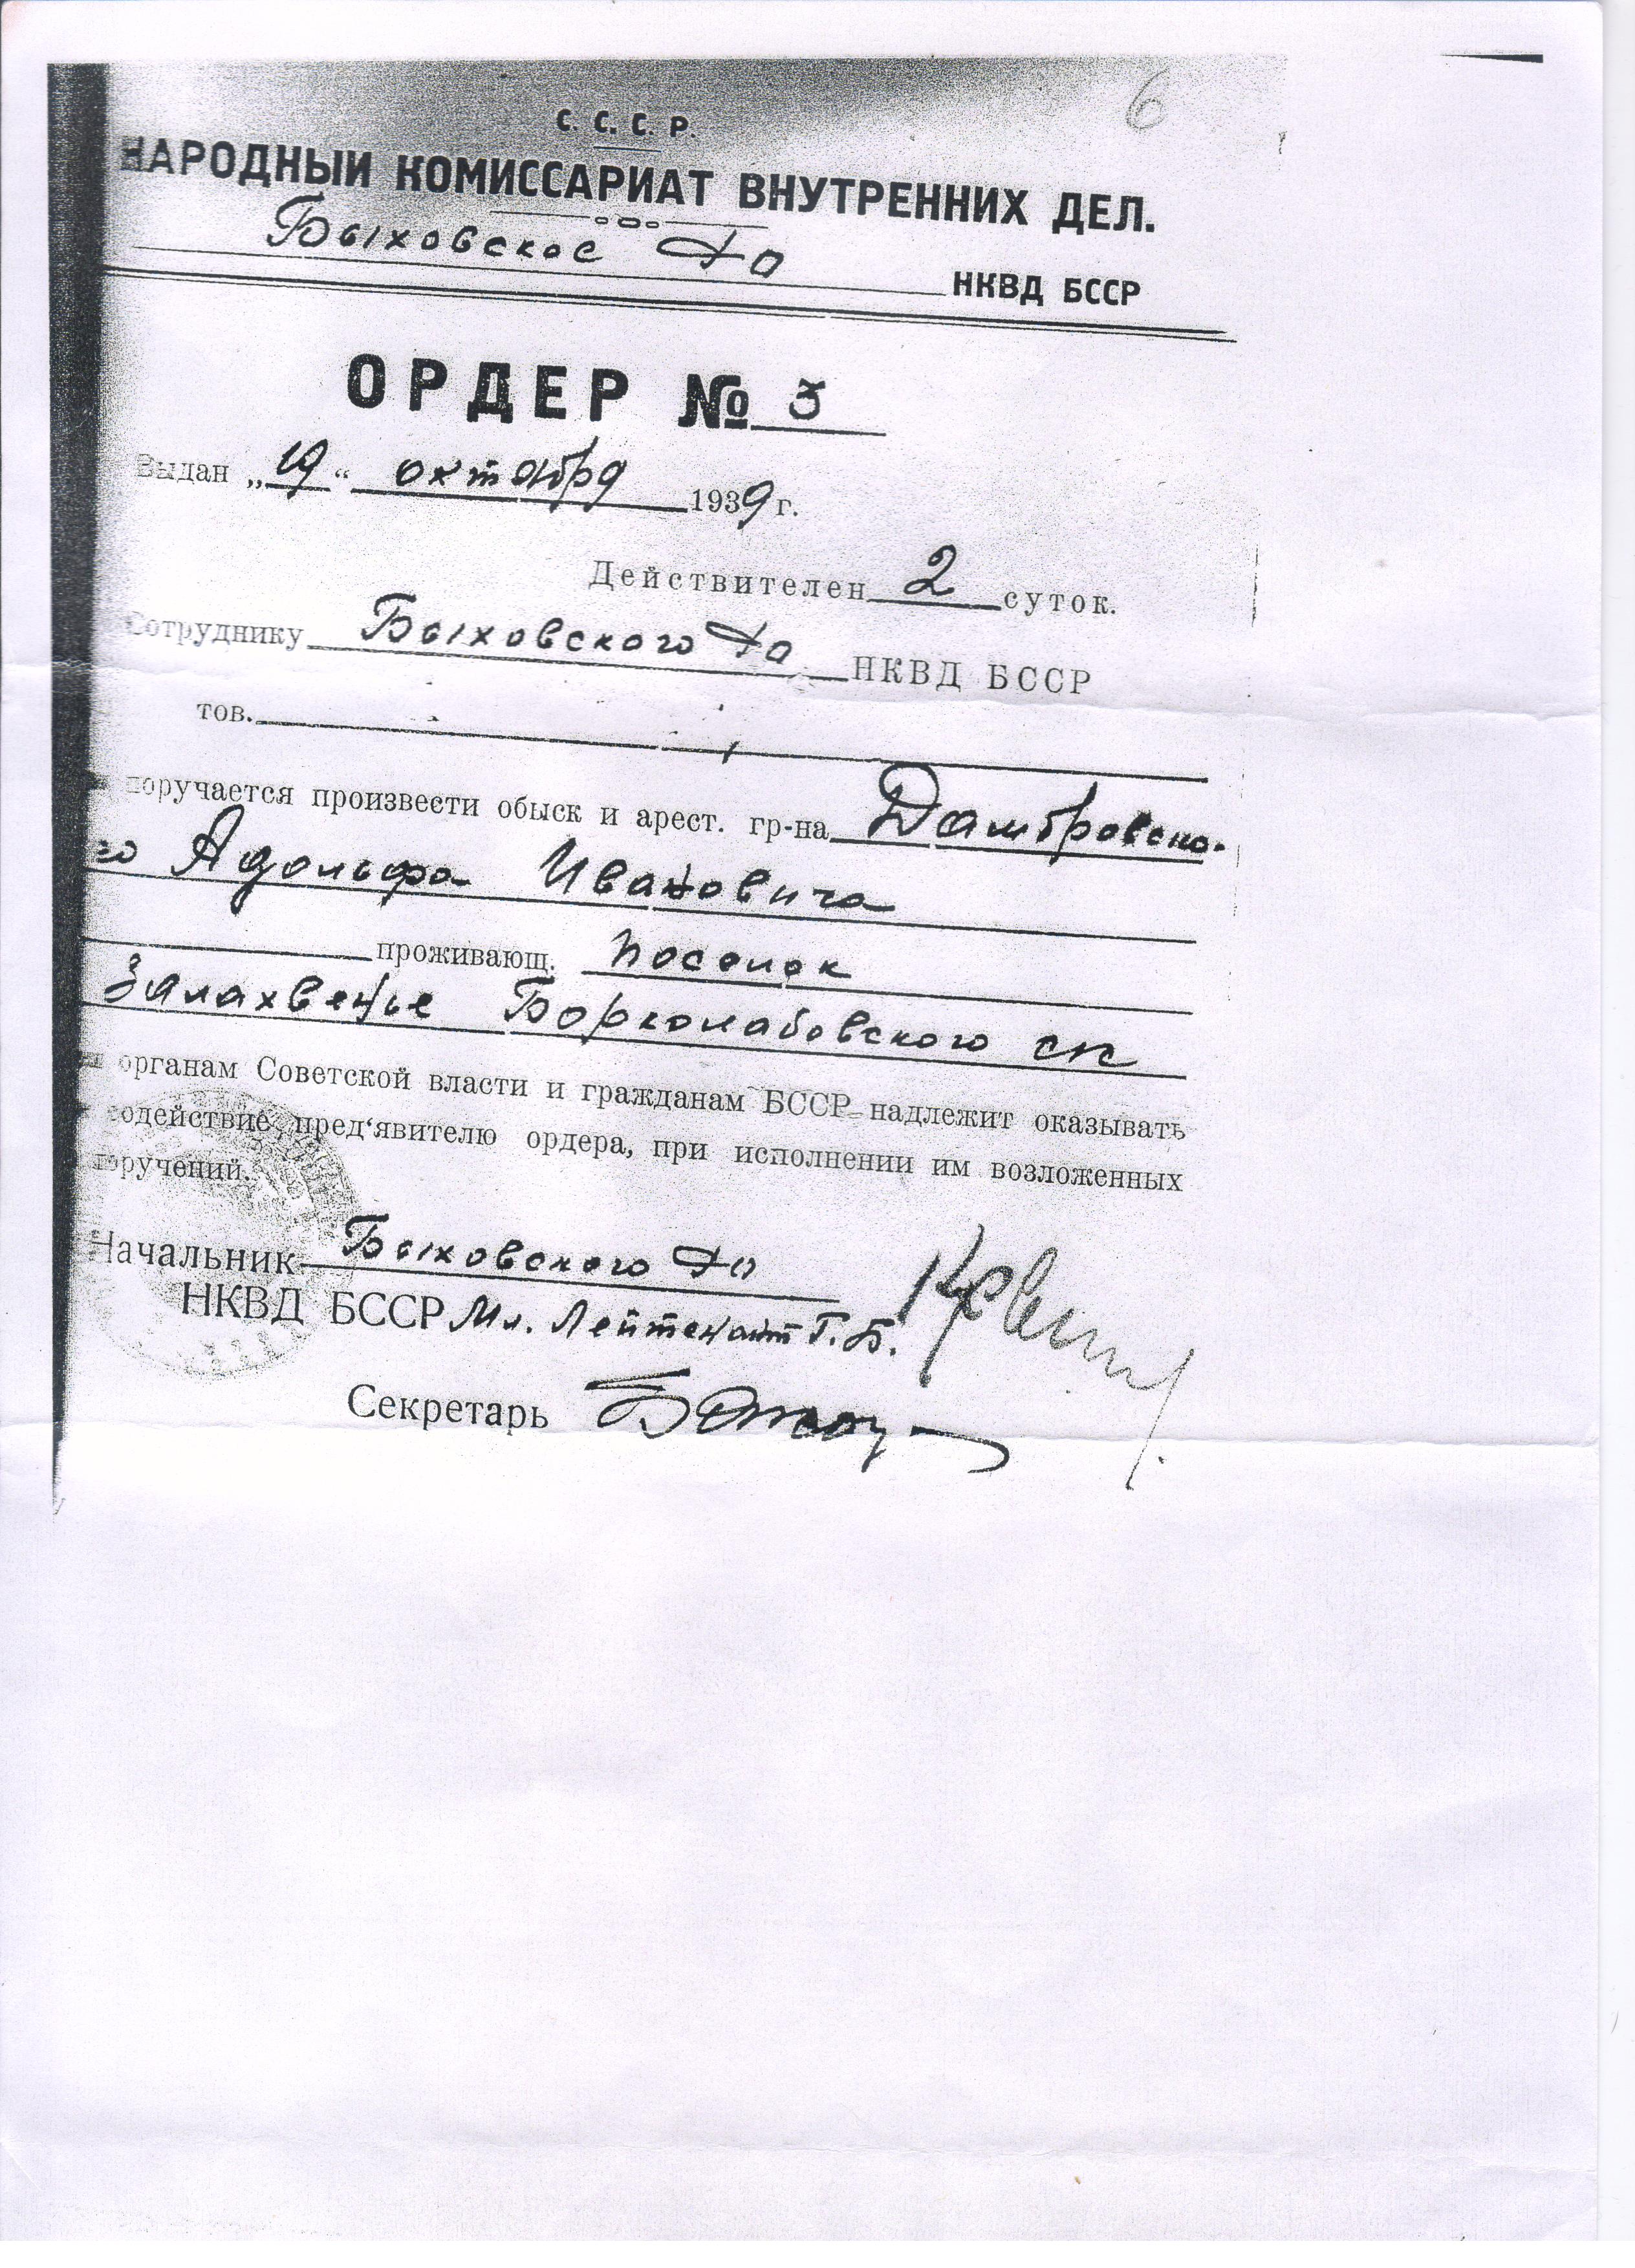 6
С. С. С. Р.
НАРОДНЫЙ КОМИССАРИАТ ВНУТРЕННИХ ДЕЛ.
Быховское РО НКВД БССР
ОРДЕР № 3
Выдан „19“ октября 1939 г.
Действителен 2 суток.
Сотруднику Быховского РО НКВД БССР
тов.
поручается произвести обыск и арест. гр-на Дамбровско-
го Адольфа Ивановича
проживающ. поселок
Залахвенье Борколабовского с/с
органам Советской власти и гражданам БССР надлежит оказывать
содействие пред‘явителю ордера, при исполнении им возложенных
поручений.
Начальник Быховского РО
НКВД БССР Мл. Лейтенант Г.Б.
Секретарь